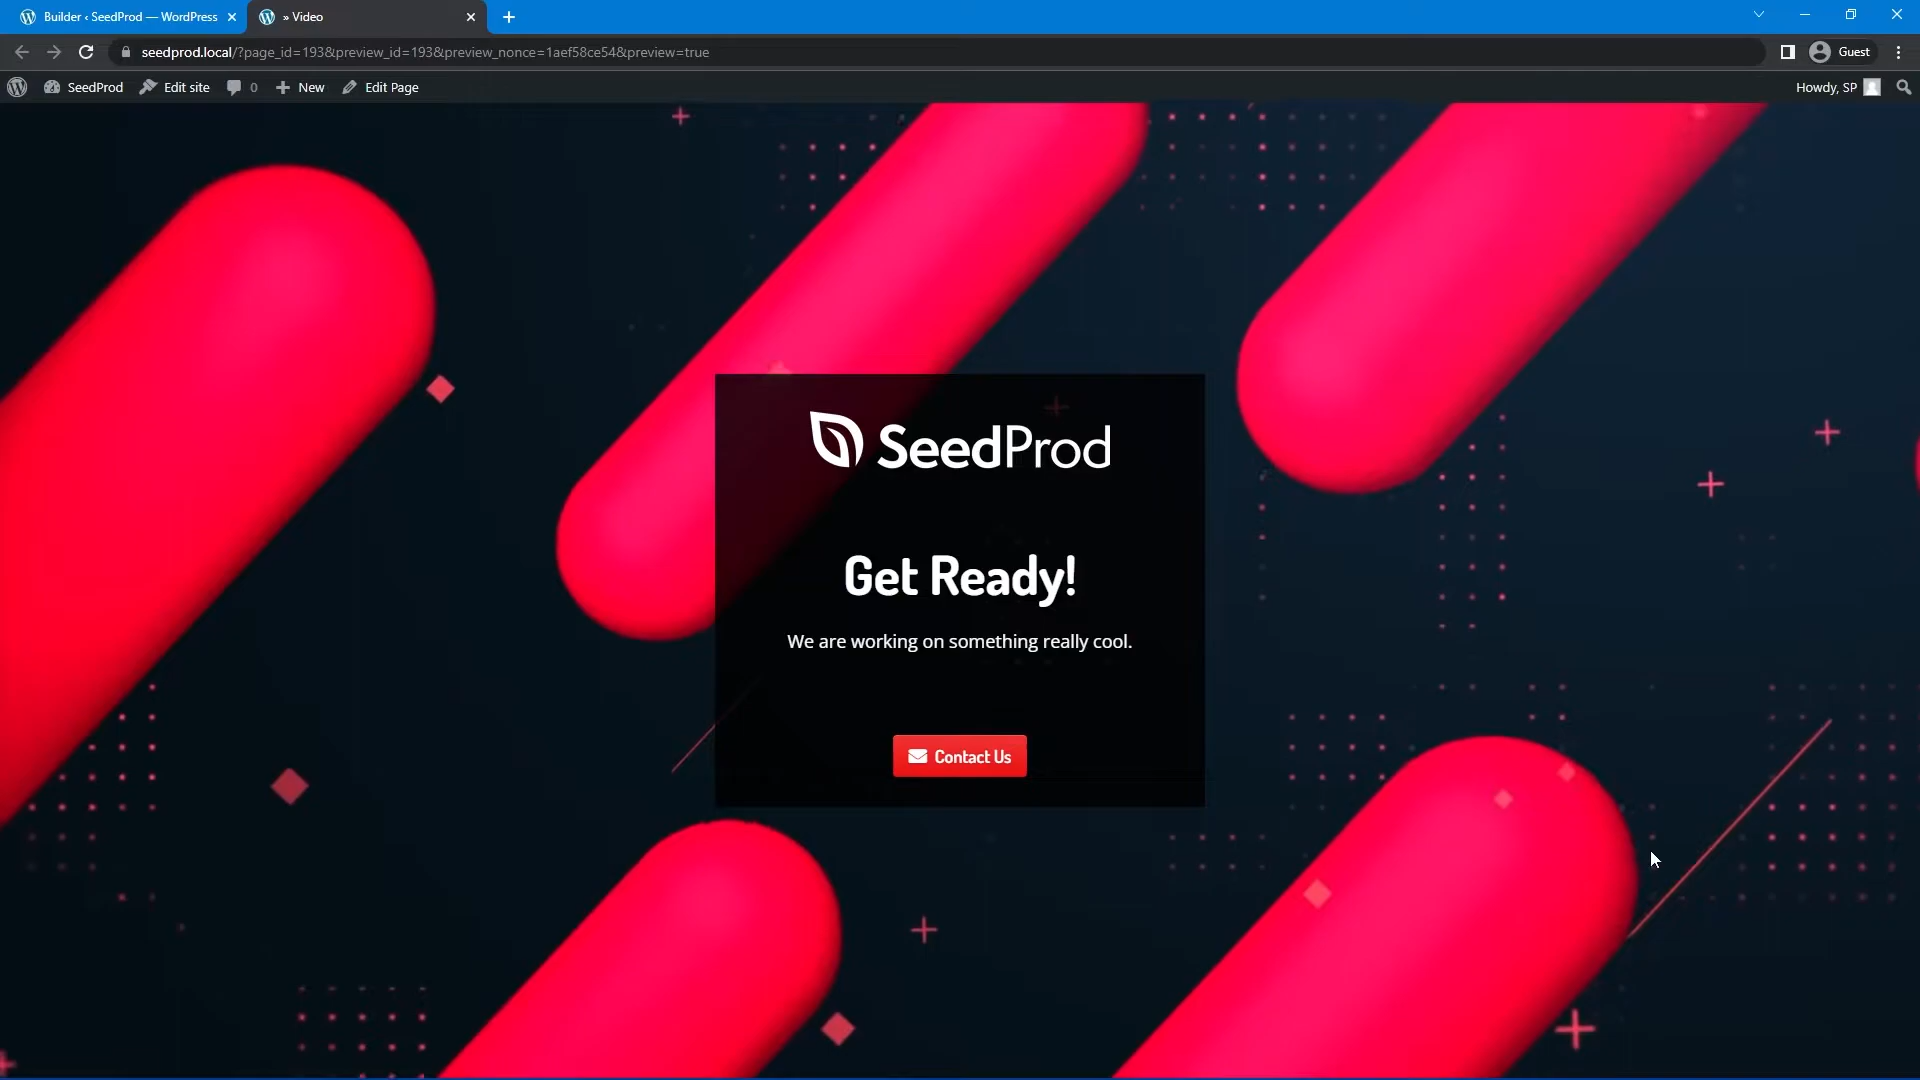 Builder ‹ SeedProd — WordPress
» Video
seedprod.local/?page_id=193&preview_id=193&preview_nonce=1aef58ce54&preview=true
Guest
SeedProd
Edit site
0
New
Edit Page
Howdy, SP
SeedProd
Get Ready!
We are working on something really cool.
Contact Us